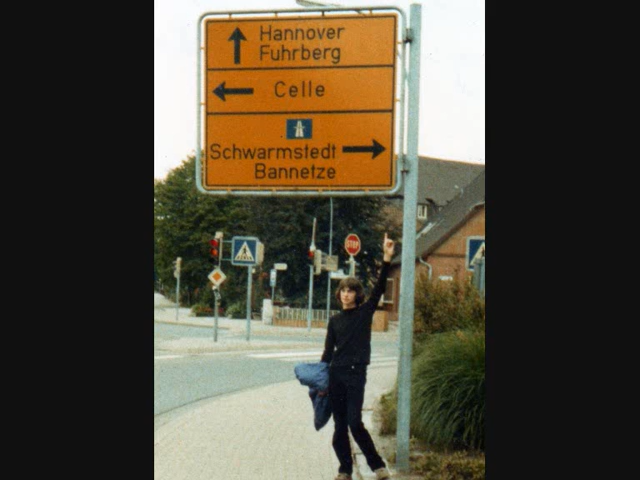 Hannover
Fuhrberg
Celle
Schwarmstedt
Bannetze
STOP